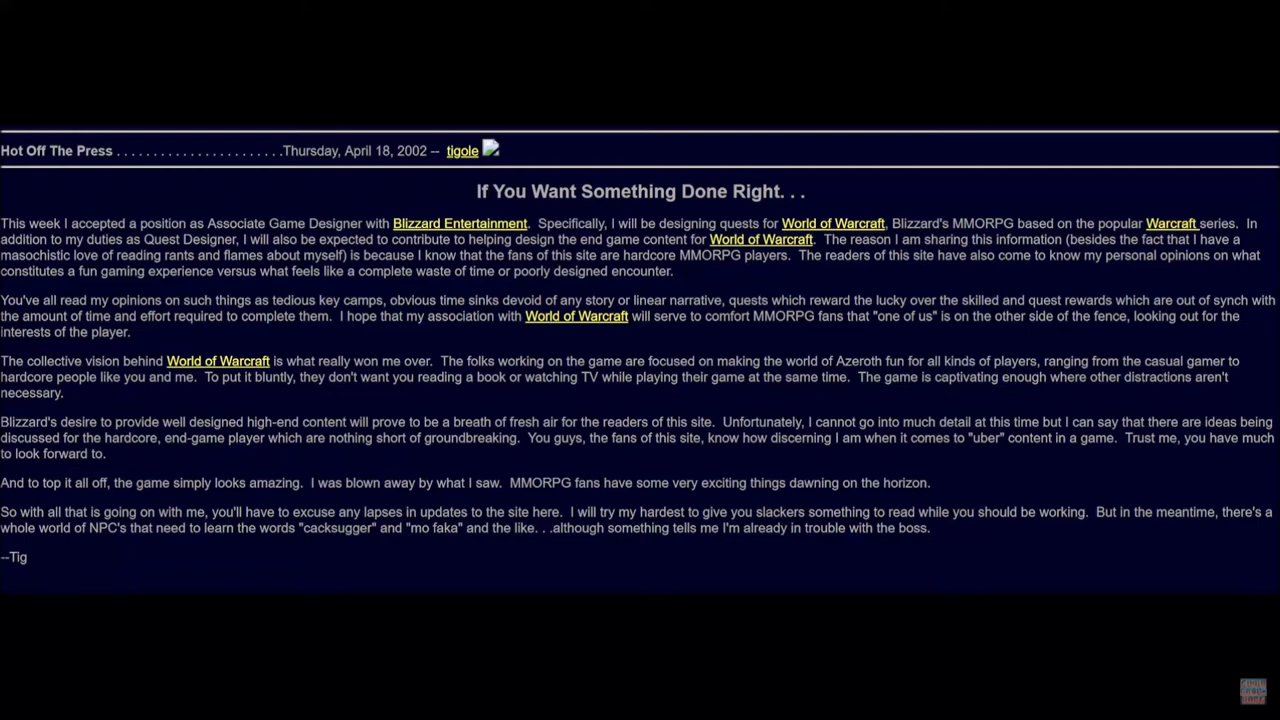 Hot Off The Press . . . . . . . . . . . . . . . . . . . . . . .Thursday, April 18, 2002 -- tigole
If You Want Something Done Right. . .
This week I accepted a position as Associate Game Designer with Blizzard Entertainment.  Specifically, I will be designing quests for World of Warcraft, Blizzard's MMORPG based on the popular Warcraft series.  In
addition to my duties as Quest Designer, I will also be expected to contribute to helping design the end game content for World of Warcraft.  The reason I am sharing this information (besides the fact that I have a
masochistic love of reading rants and flames about myself) is because I know that the fans of this site are hardcore MMORPG players.  The readers of this site have also come to know my personal opinions on what
constitutes a fun gaming experience versus what feels like a complete waste of time or poorly designed encounter.
You've all read my opinions on such things as tedious key camps, obvious time sinks devoid of any story or linear narrative, quests which reward the lucky over the skilled and quest rewards which are out of synch with
the amount of time and effort required to complete them.  I hope that my association with World of Warcraft will serve to comfort MMORPG fans that "one of us" is on the other side of the fence, looking out for the
interests of the player.
The collective vision behind World of Warcraft is what really won me over.  The folks working on the game are focused on making the world of Azeroth fun for all kinds of players, ranging from the casual gamer to
hardcore people like you and me.  To put it bluntly, they don't want you reading a book or watching TV while playing their game at the same time.  The game is captivating enough where other distractions aren't
necessary.
Blizzard's desire to provide well designed high-end content will prove to be a breath of fresh air for the readers of this site.  Unfortunately, I cannot go into much detail at this time but I can say that there are ideas being
discussed for the hardcore, end-game player which are nothing short of groundbreaking.  You guys, the fans of this site, know how discerning I am when it comes to "uber" content in a game.  Trust me, you have much
to look forward to.
And to top it all off, the game simply looks amazing.  I was blown away by what I saw.  MMORPG fans have some very exciting things dawning on the horizon.
So with all that is going on with me, you'll have to excuse any lapses in updates to the site here.  I will try my hardest to give you slackers something to read while you should be working.  But in the meantime, there's a
whole world of NPC's that need to learn the words "cacksugger" and "mo faka" and the like. . .although something tells me I'm already in trouble with the boss.
--Tig